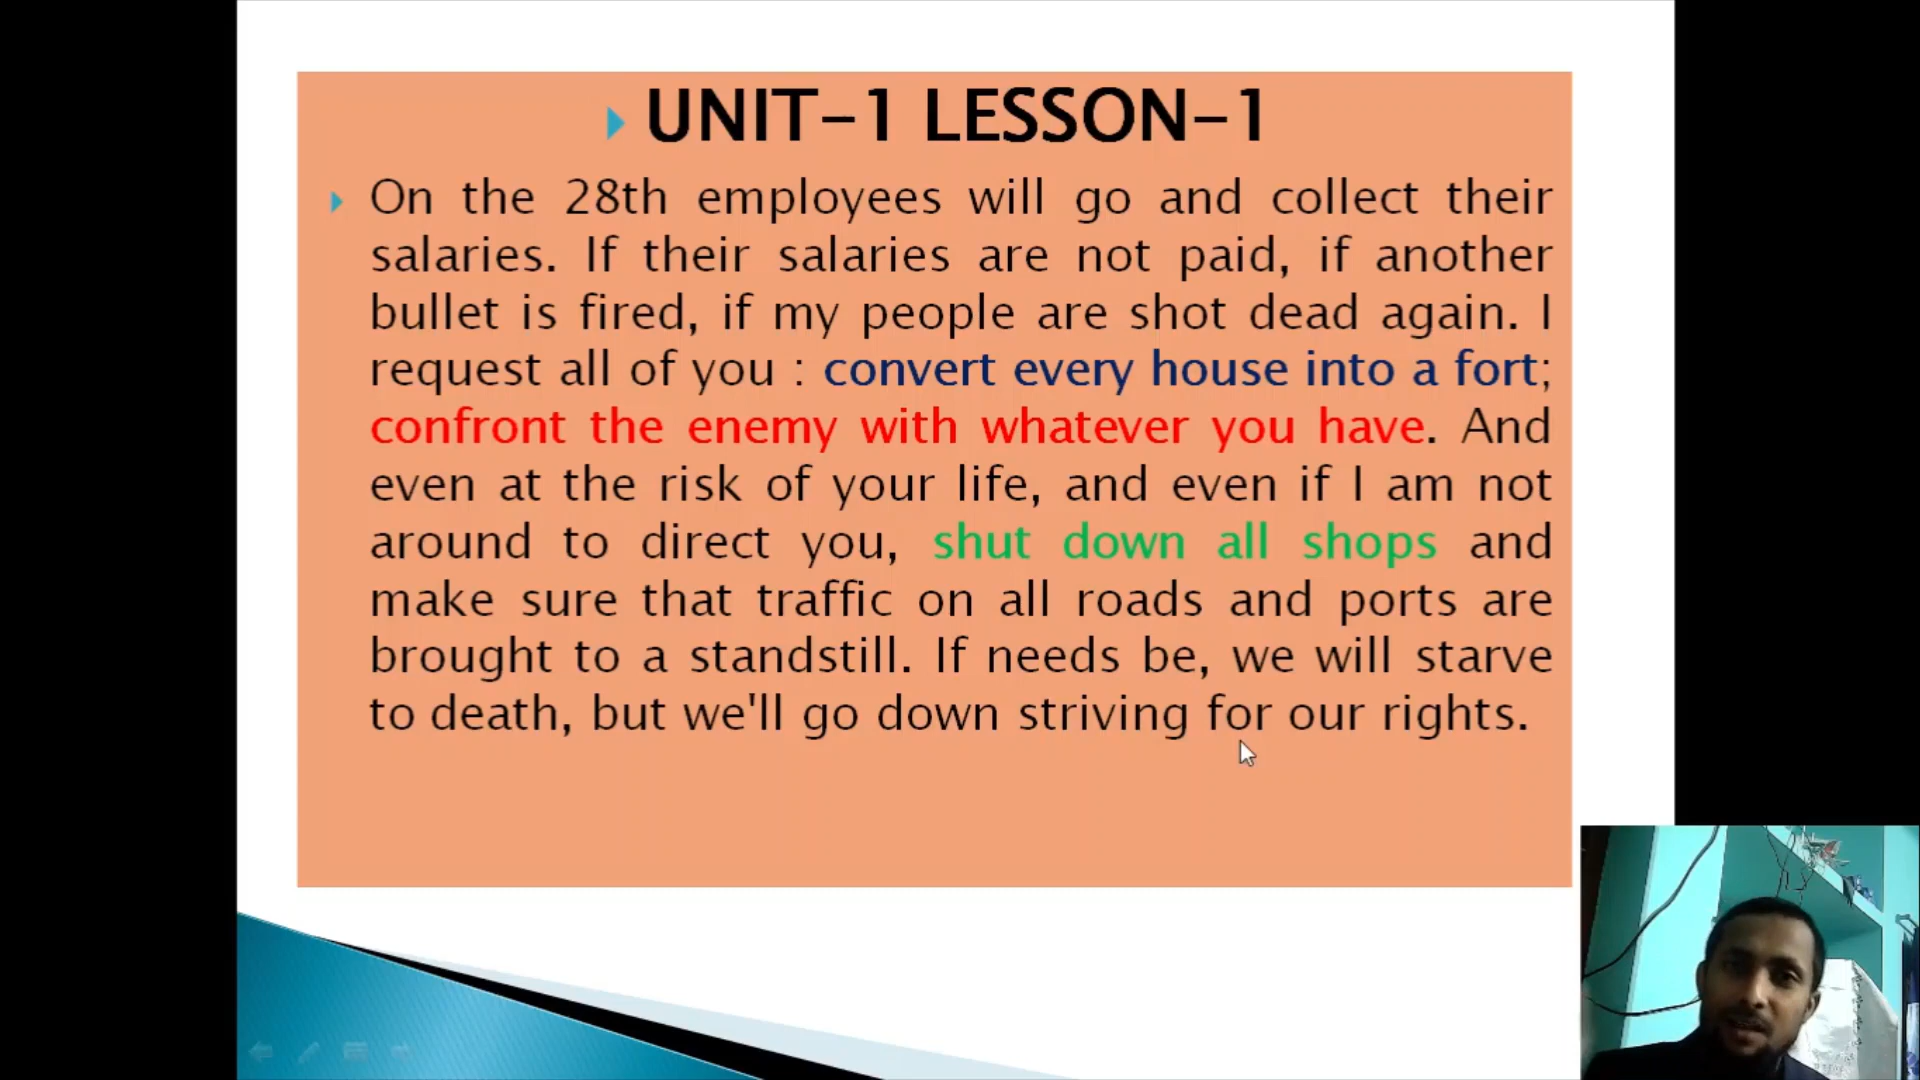 UNIT-1 LESSON-1
On the 28th employees will go and collect their
salaries. If their salaries are not paid, if another
bullet is fired, if my people are shot dead again. I
request all of you : convert every house into a fort;
confront the enemy with whatever you have. And
even at the risk of your life, and even if I am not
around to direct you, shut down all shops and
make sure that traffic on all roads and ports are
brought to a standstill. If needs be, we will starve
to death, but we'll go down striving for our rights.